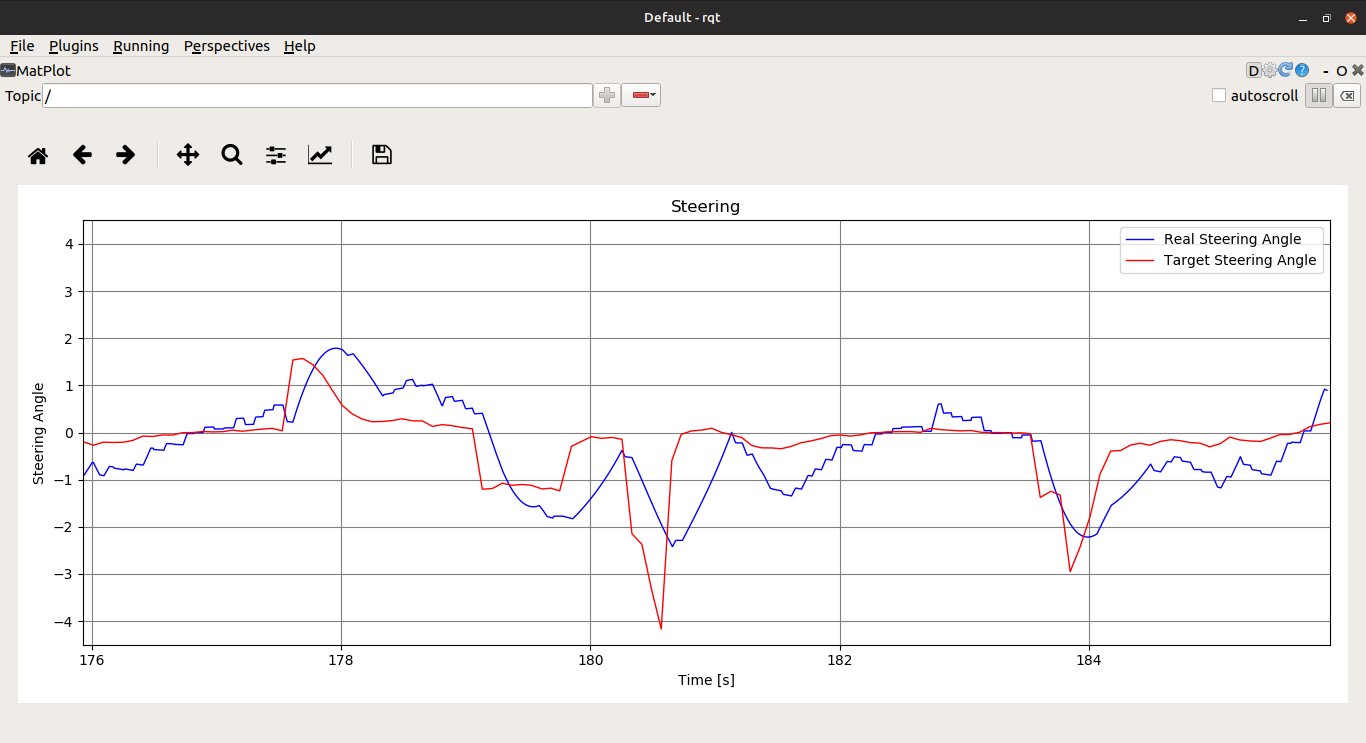 Default - rqt
File Plugins Running Perspectives Help
MatPlot
D ? - O
Topic /
autoscroll
Steering
4
3
2
1
0
−1
−2
−3
−4
Steering Angle
Real Steering Angle
Target Steering Angle
176 178 180 182 184
Time [s]